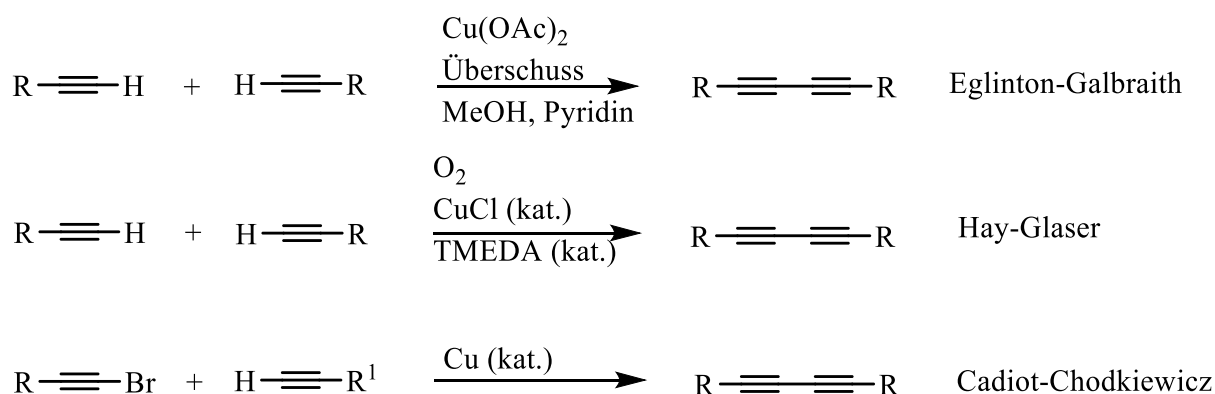 Cu(OAc)₂
R H + H R Überschuss R R Eglinton-Galbraith
MeOH, Pyridin
O₂
R H + H R CuCl (kat.) R R Hay-Glaser
TMEDA (kat.)
R Br + H R¹ Cu (kat.) R R Cadiot-Chodkiewicz